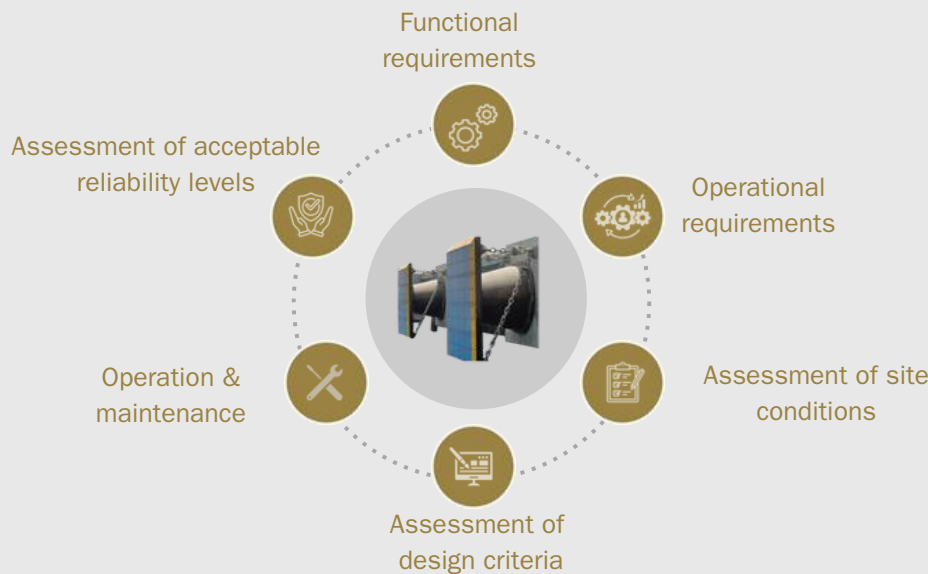 Functional
requirements
Assessment of acceptable
reliability levels
Operational
requirements
Operation &
maintenance
Assessment of site
conditions
Assessment of
design criteria